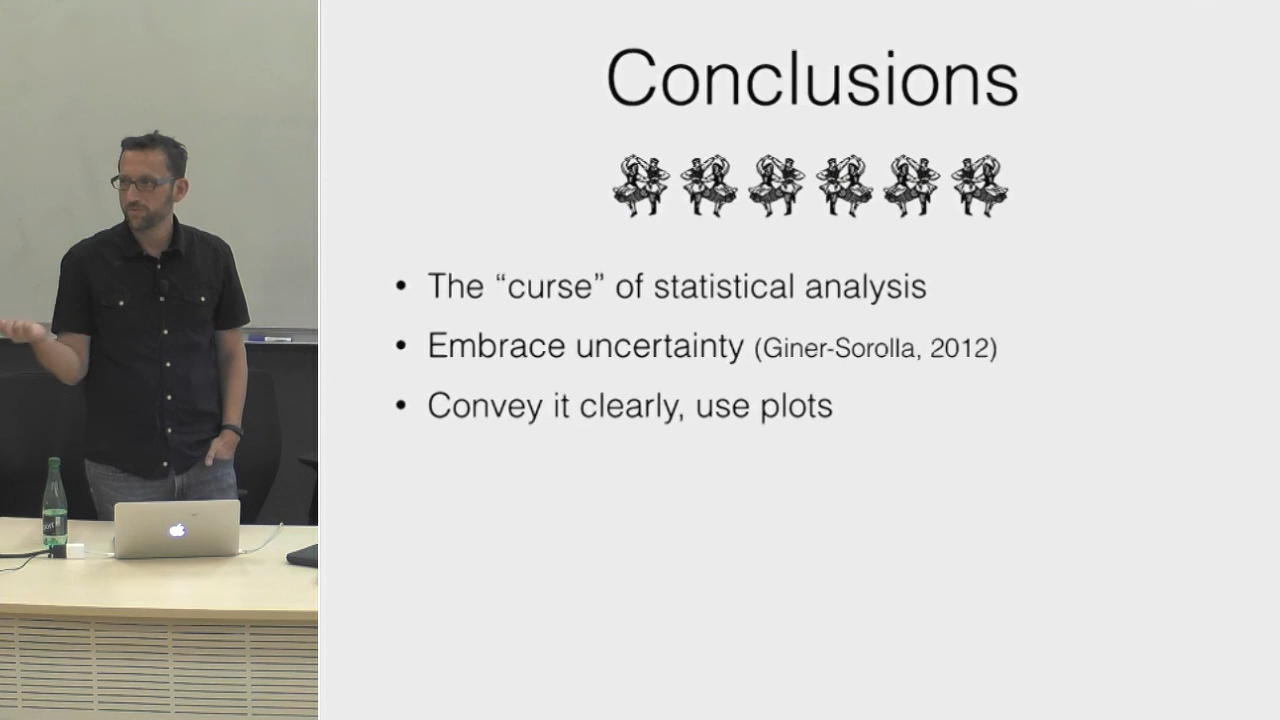 Conclusions
• The “curse” of statistical analysis
• Embrace uncertainty (Giner-Sorolla, 2012)
• Convey it clearly, use plots